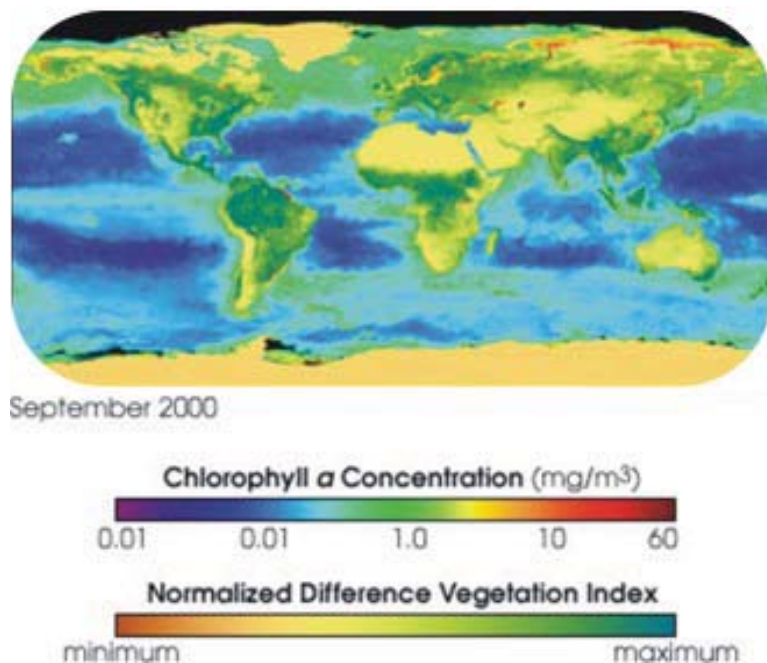 September 2000
Chlorophyll a Concentration (mg/m³)
0.01 0.01 1.0 10 60
Normalized Difference Vegetation Index
minimum maximum